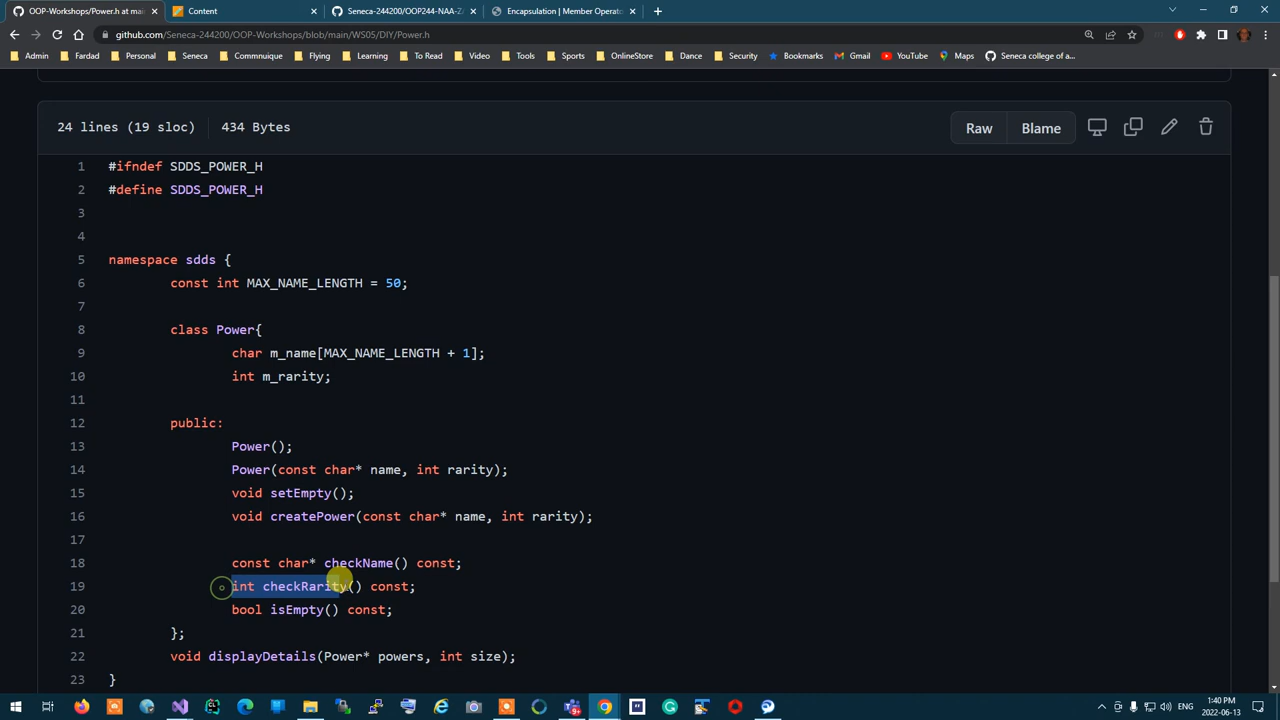 OOP-Workshops/Power.h at mai
Content
Seneca-244200/OOP244-NAA-Z
Encapsulation | Member Operato
github.com/Seneca-244200/OOP-Workshops/blob/main/WS05/DIY/Power.h
Admin Fardad Personal Seneca Commnuique Flying Learning To Read Video Tools Sports OnlineStore Dance Security Bookmarks Gmail YouTube Maps Seneca college of a...
24 lines (19 sloc) 434 Bytes Raw Blame
1 #ifndef SDDS_POWER_H
2 #define SDDS_POWER_H
3
4
5 namespace sdds {
6 const int MAX_NAME_LENGTH = 50;
7
8 class Power{
9 char m_name[MAX_NAME_LENGTH + 1];
10 int m_rarity;
11
12 public:
13 Power();
14 Power(const char* name, int rarity);
15 void setEmpty();
16 void createPower(const char* name, int rarity);
17
18 const char* checkName() const;
19 int checkRarity() const;
20 bool isEmpty() const;
21 };
22 void displayDetails(Power* powers, int size);
23 }
ENG 1:40 PM
2022-06-13